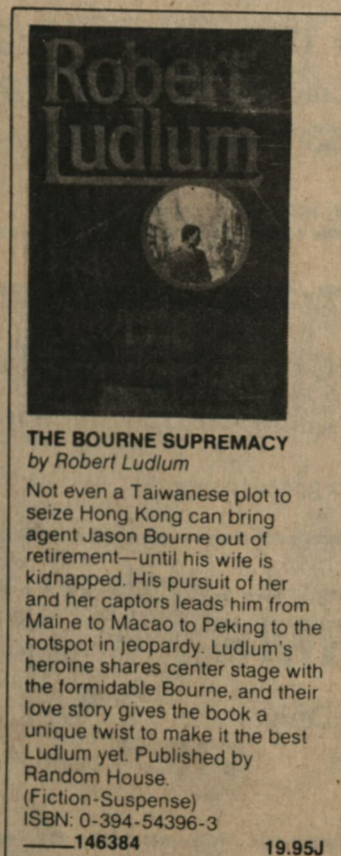 Robert
Ludlum
THE BOURNE SUPREMACY
by Robert Ludlum
Not even a Taiwanese plot to
seize Hong Kong can bring
agent Jason Bourne out of
retirement—until his wife is
kidnapped. His pursuit of her
and her captors leads him from
Maine to Macao to Peking to the
hotspot in jeopardy. Ludlum's
heroine shares center stage with
the formidable Bourne, and their
love story gives the book a
unique twist to make it the best
Ludlum yet. Published by
Random House.
(Fiction-Suspense)
ISBN: 0-394-54396-3
____146384 19.95J